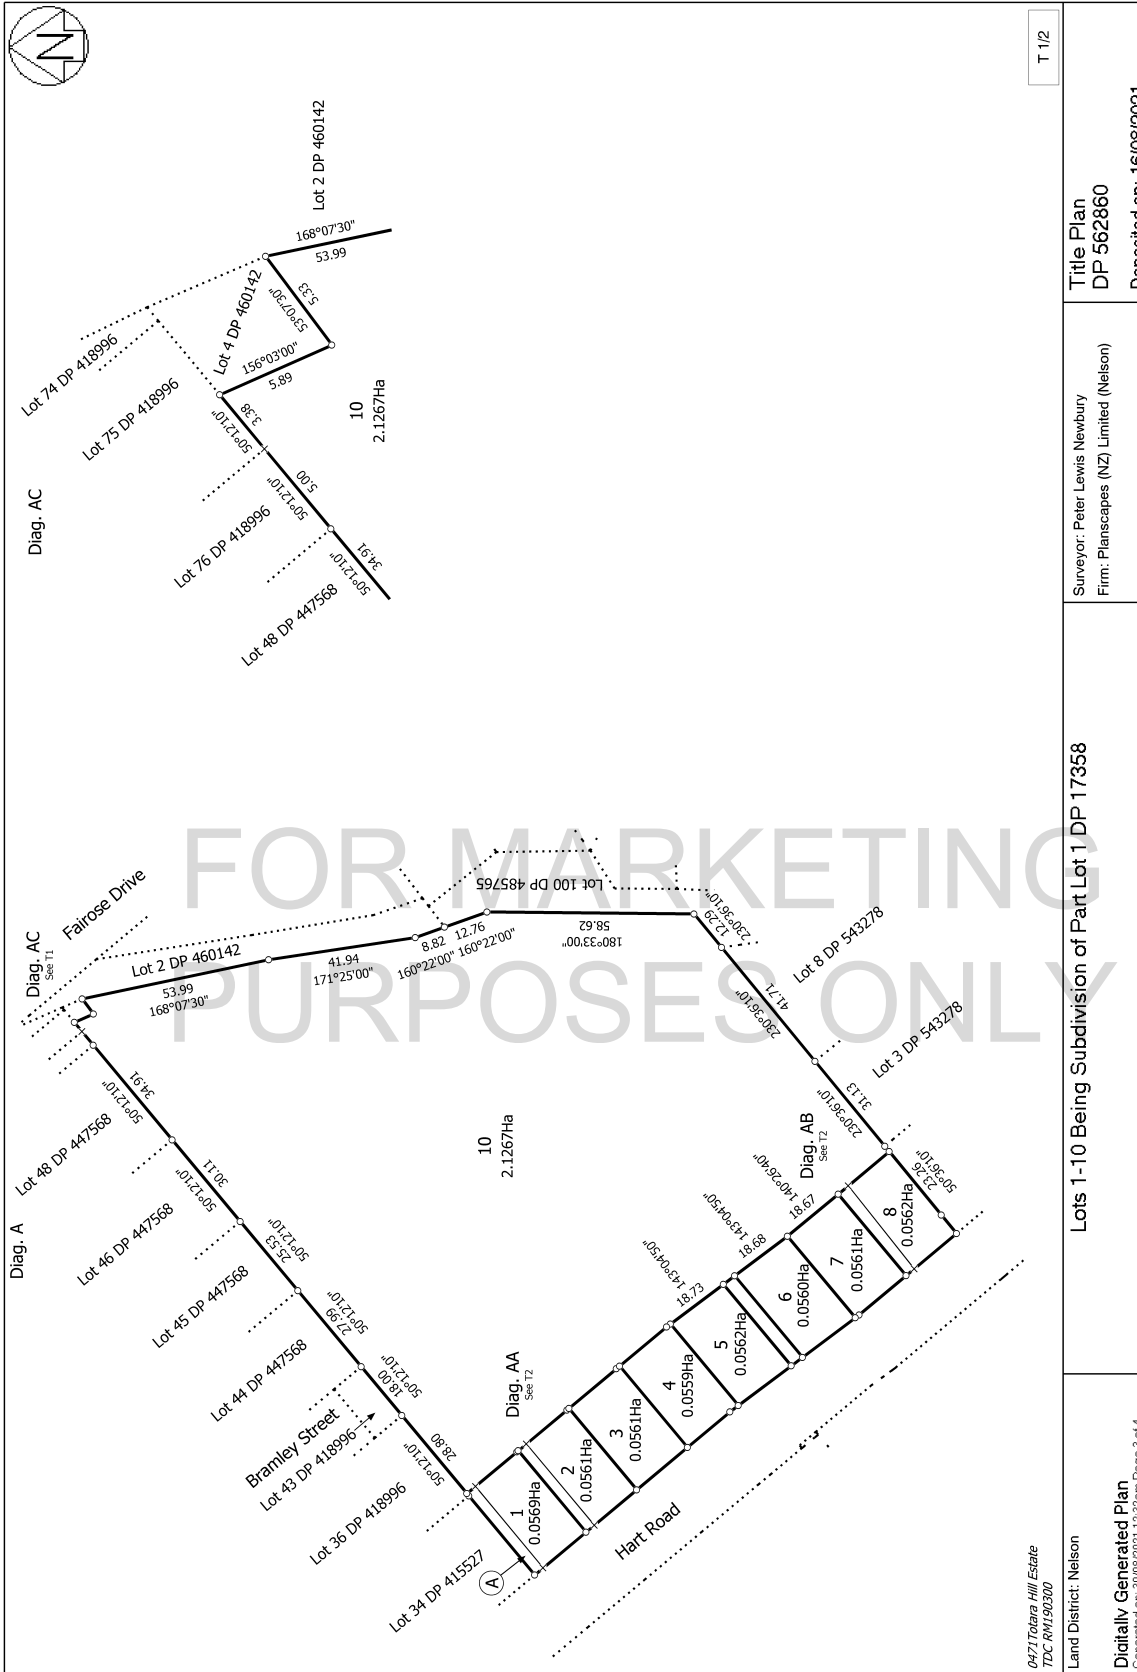 Diag. A
Diag. AC
See T1
Fairose Drive
Lot 48 DP 447568
Lot 46 DP 447568
Lot 45 DP 447568
Lot 44 DP 447568
Bramley Street
Lot 43 DP 418996
Lot 36 DP 418996
Lot 34 DP 415527
A
Hart Road
50°12'10"
34.91
50°12'10"
30.11
25.53
50°12'10"
27.99
50°12'10"
18.00
50°12'10"
50°12'10"
28.80
Lot 2 DP 460142
53.99
168°07'30"
41.94
171°25'00"
8.82
160°22'00"
12.76
160°22'00"
Lot 100 DP 485765
58.62
180°33'00"
12.29
230°36'10"
230°36'10"
41.71
Lot 8 DP 543278
230°36'10"
31.13
Lot 3 DP 543278
23.26
50°36'10"
10
2.1267Ha
Diag. AA
See T2
Diag. AB
See T2
143°04'50"
18.73
143°04'50"
18.68
140°26'40"
18.67
1
0.0569Ha
2
0.0561Ha
3
0.0561Ha
4
0.0559Ha
5
0.0562Ha
6
0.0560Ha
7
0.0561Ha
8
0.0562Ha
Diag. AC
Lot 74 DP 418996
Lot 75 DP 418996
Lot 76 DP 418996
Lot 48 DP 447568
Lot 4 DP 460142
Lot 2 DP 460142
50°12'10"
34.91
50°12'10"
5.00
50°12'10"
3.38
156°03'00"
5.89
53°07'30"
5.33
168°07'30"
53.99
10
2.1267Ha
N
FOR MARKETING
PURPOSES ONLY
0471Totara Hill Estate
TDC RM190300
T 1/2
Land District: Nelson
Digitally Generated Plan
Lots 1-10 Being Subdivision of Part Lot 1 DP 17358
Surveyor: Peter Lewis Newbury
Firm: Planscapes (NZ) Limited (Nelson)
Title Plan
DP 562860
Deposited on: 16/08/2021